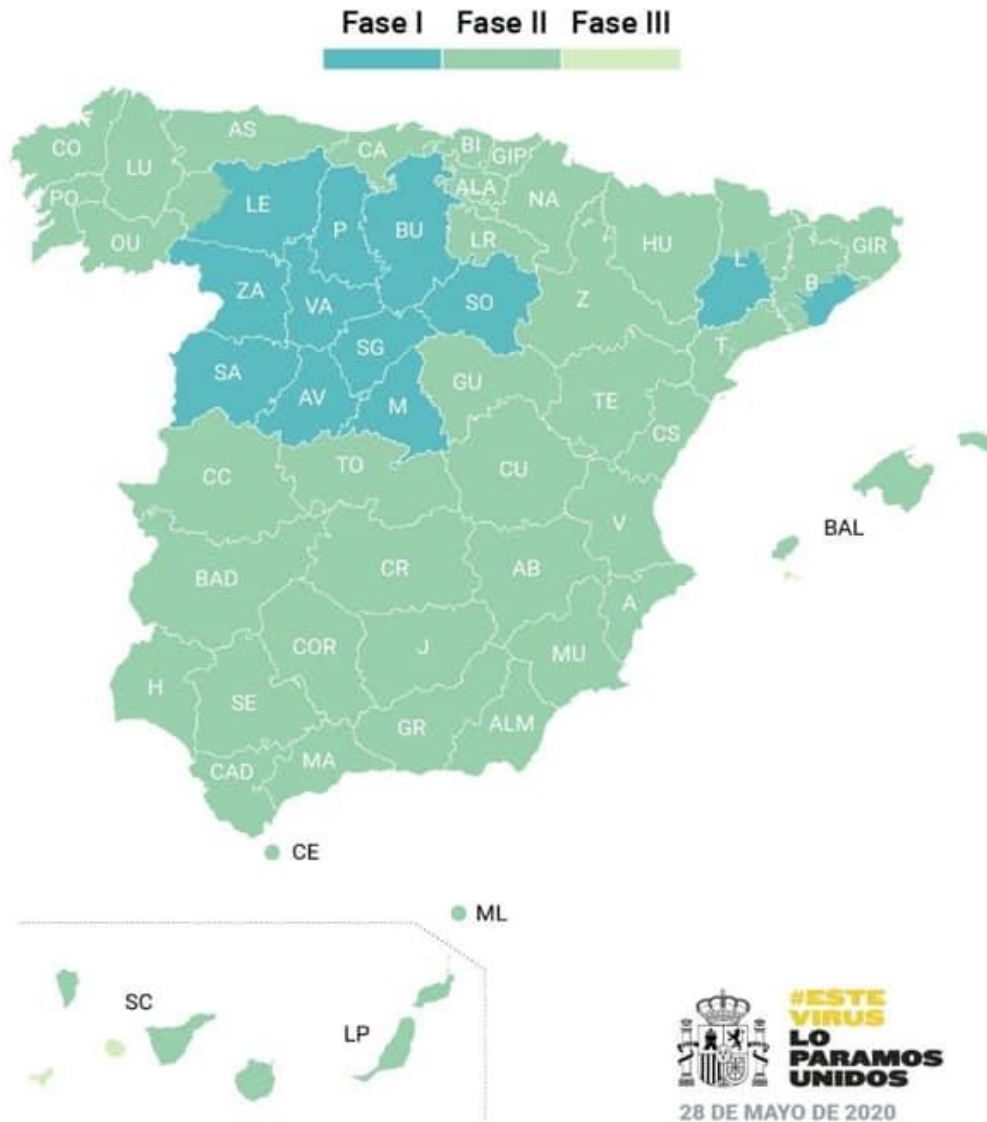 Fase I Fase II Fase III
AS
CO
LU
CA
BI
GIP
PO
LE
ALA
NA
OU
P
BU
LR
HU
GIR
L
B
ZA
VA
SO
Z
SG
T
SA
AV
M
GU
TE
CS
CC
TO
CU
V
BAL
BAD
CR
AB
A
COR
J
MU
H
SE
GR
ALM
CAD
MA
CE
ML
SC
LP
#ESTE
VIRUS
LO
PARAMOS
UNIDOS
28 DE MAYO DE 2020